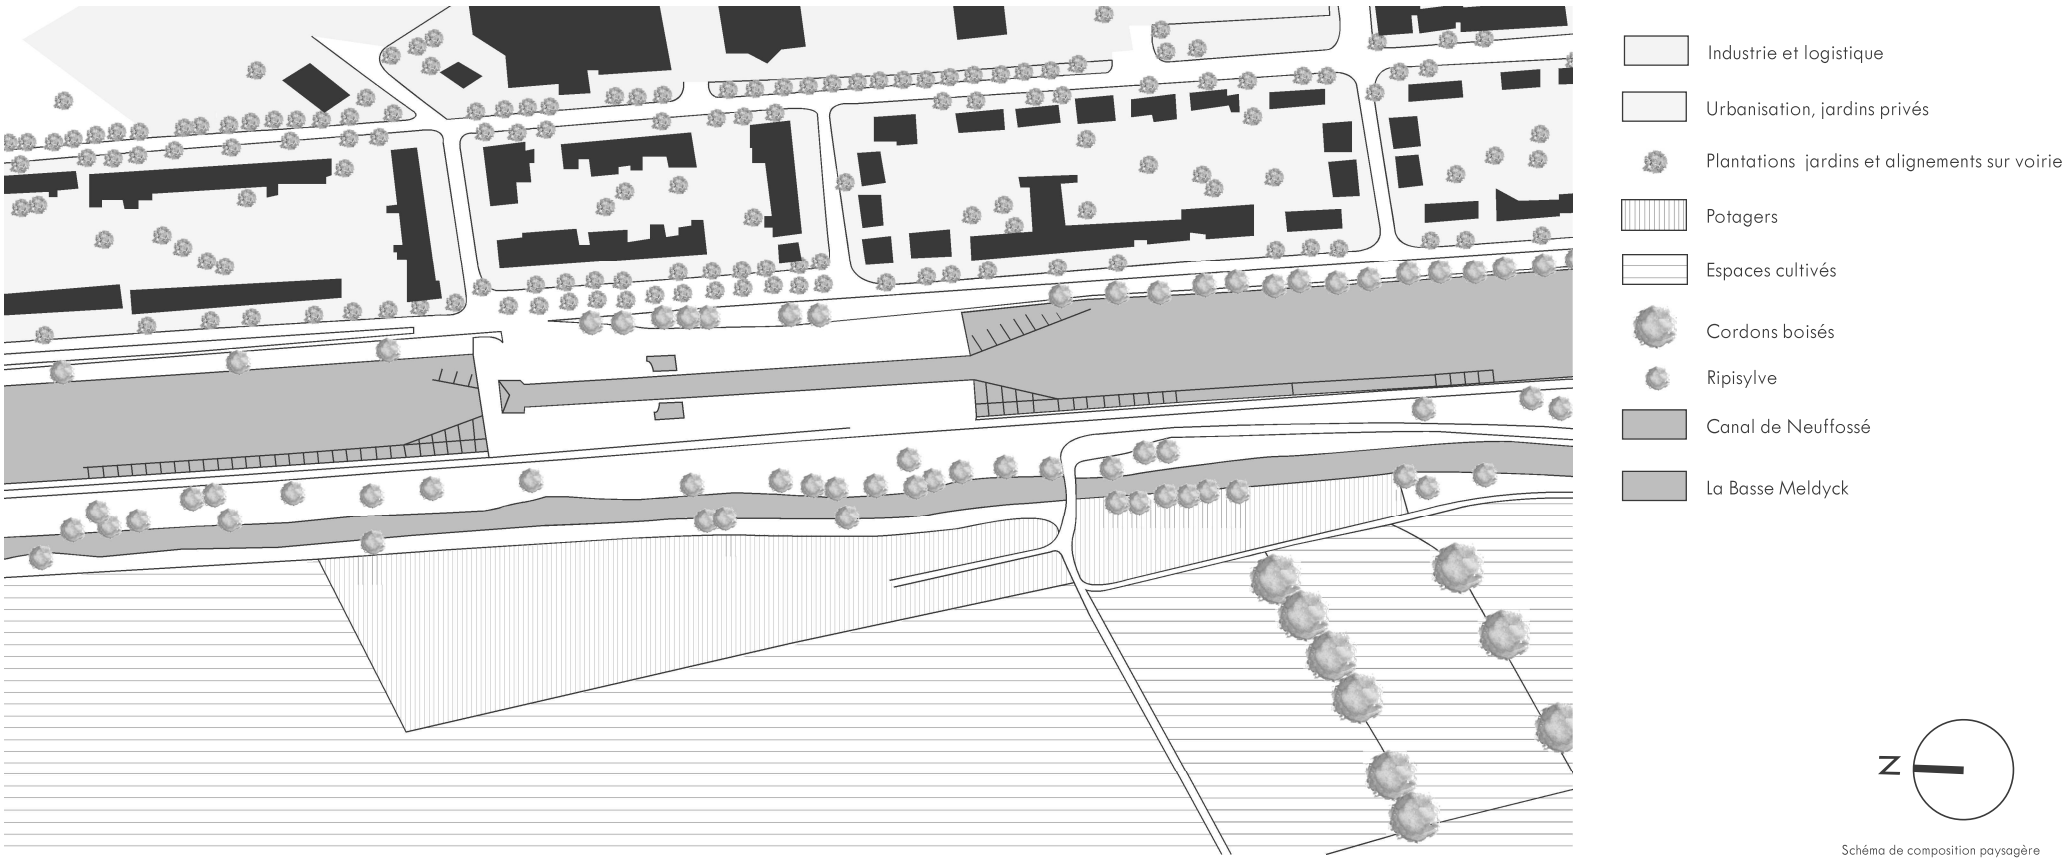 Industrie et logistique
Urbanisation, jardins privés
Plantations jardins et alignements sur voirie
Potagers
Espaces cultivés
Cordons boisés
Ripisylve
Canal de Neuffossé
La Basse Meldyck
N
Schéma de composition paysagère